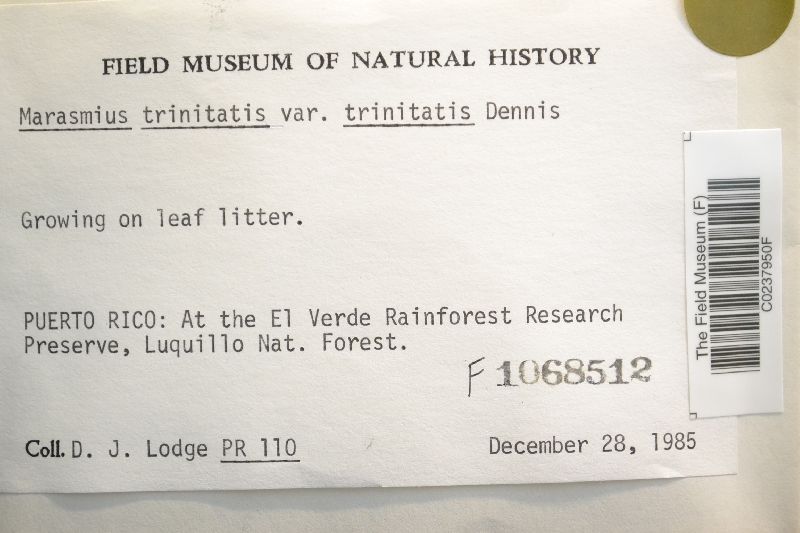 FIELD MUSEUM OF NATURAL HISTORY
Marasmius trinitatis var. trinitatis Dennis
Growing on leaf litter.
PUERTO RICO: At the El Verde Rainforest Research
Preserve, Luquillo Nat. Forest.
F 1068512
Coll. D. J. Lodge PR 110
December 28, 1985
The Field Museum (F)
C0237950F